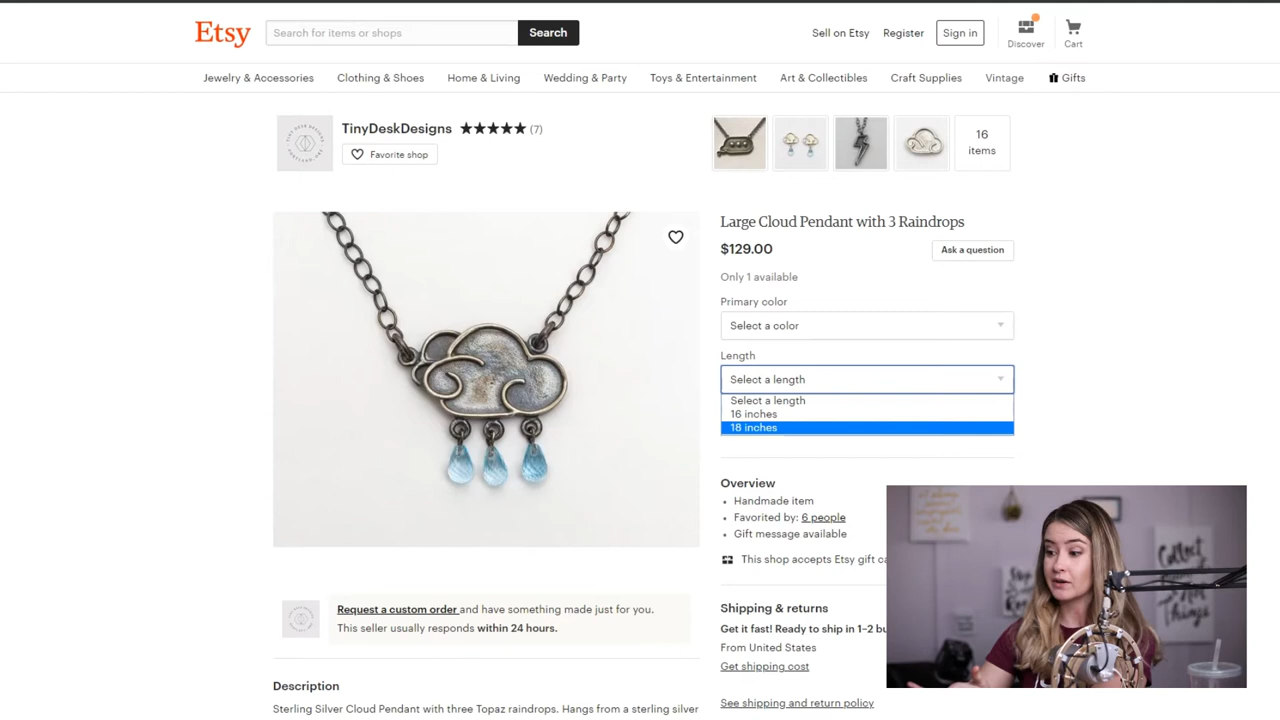 Etsy
Search for items or shops
Search
Sell on Etsy
Register
Sign in
Discover
Cart
Jewelry & Accessories
Clothing & Shoes
Home & Living
Wedding & Party
Toys & Entertainment
Art & Collectibles
Craft Supplies
Vintage
Gifts
TinyDeskDesigns
(7)
Favorite shop
16
items
Large Cloud Pendant with 3 Raindrops
$129.00
Ask a question
Only 1 available
Primary color
Select a color
Length
Select a length
Select a length
16 inches
18 inches
Overview
Handmade item
Favorited by: 6 people
Gift message available
This shop accepts Etsy gift ca
Request a custom order and have something made just for you.
This seller usually responds within 24 hours.
Shipping & returns
Get it fast! Ready to ship in 1–2 bu
From United States
Get shipping cost
See shipping and return policy
Description
Sterling Silver Cloud Pendant with three Topaz raindrops. Hangs from a sterling silver